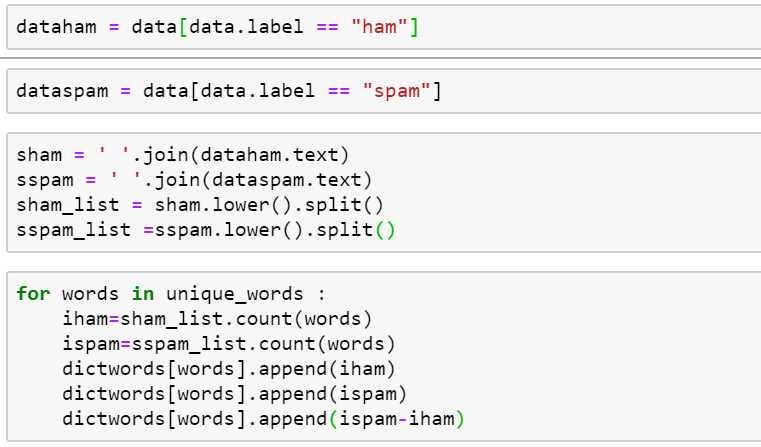 dataham = data[data.label == "ham"]
dataspam = data[data.label == "spam"]
sham = ' '.join(dataham.text)
sspam = ' '.join(dataspam.text)
sham_list = sham.lower().split()
sspam_list =sspam.lower().split()
for words in unique_words :
    iham=sham_list.count(words)
    ispam=sspam_list.count(words)
    dictwords[words].append(iham)
    dictwords[words].append(ispam)
    dictwords[words].append(ispam-iham)